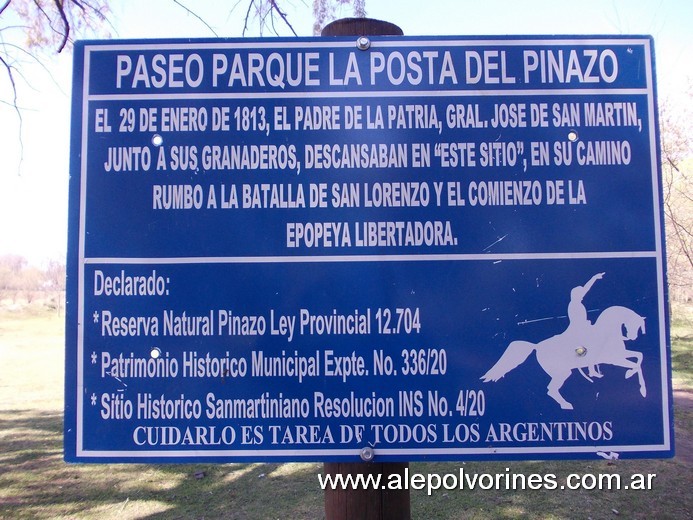 PASEO PARQUE LA POSTA DEL PINAZO
EL 29 DE ENERO DE 1813, EL PADRE DE LA PATRIA, GRAL. JOSE DE SAN MARTIN,
JUNTO A SUS GRANADEROS, DESCANSABAN EN "ESTE SITIO", EN SU CAMINO
RUMBO A LA BATALLA DE SAN LORENZO Y EL COMIENZO DE LA
EPOPEYA LIBERTADORA.
Declarado:
* Reserva Natural Pinazo Ley Provincial 12.704
* Patrimonio Historico Municipal Expte. No. 336/20
* Sitio Historico Sanmartiniano Resolucion INS No. 4/20
CUIDARLO ES TAREA DE TODOS LOS ARGENTINOS
www.alepolvorines.com.ar